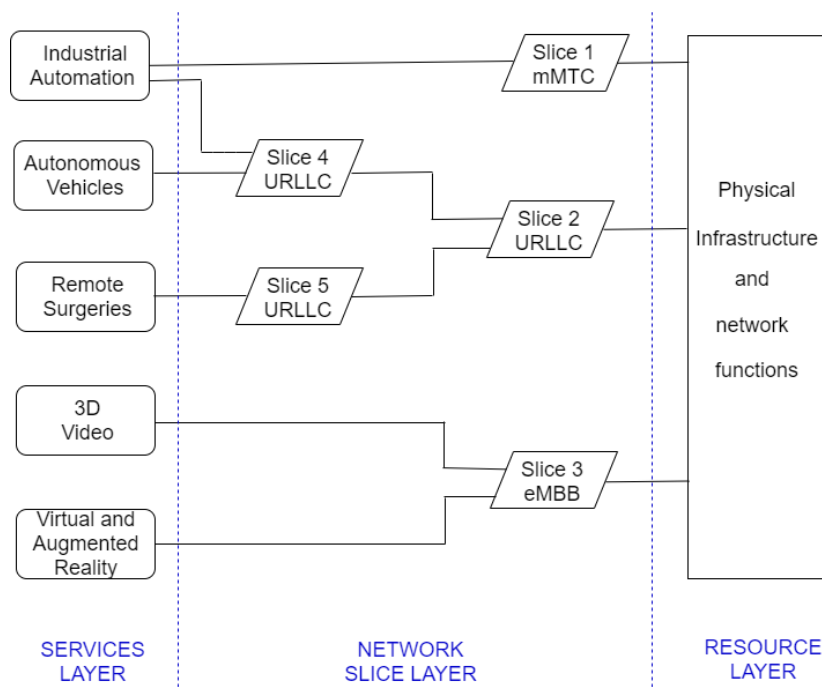 Industrial
Automation
Slice 1
mMTC
Autonomous
Vehicles
Slice 4
URLLC
Slice 2
URLLC
Remote
Surgeries
Slice 5
URLLC
3D
Video
Slice 3
eMBB
Virtual and
Augmented
Reality
Physical
Infrastructure
and
network
functions
SERVICES
LAYER
NETWORK
SLICE LAYER
RESOURCE
LAYER